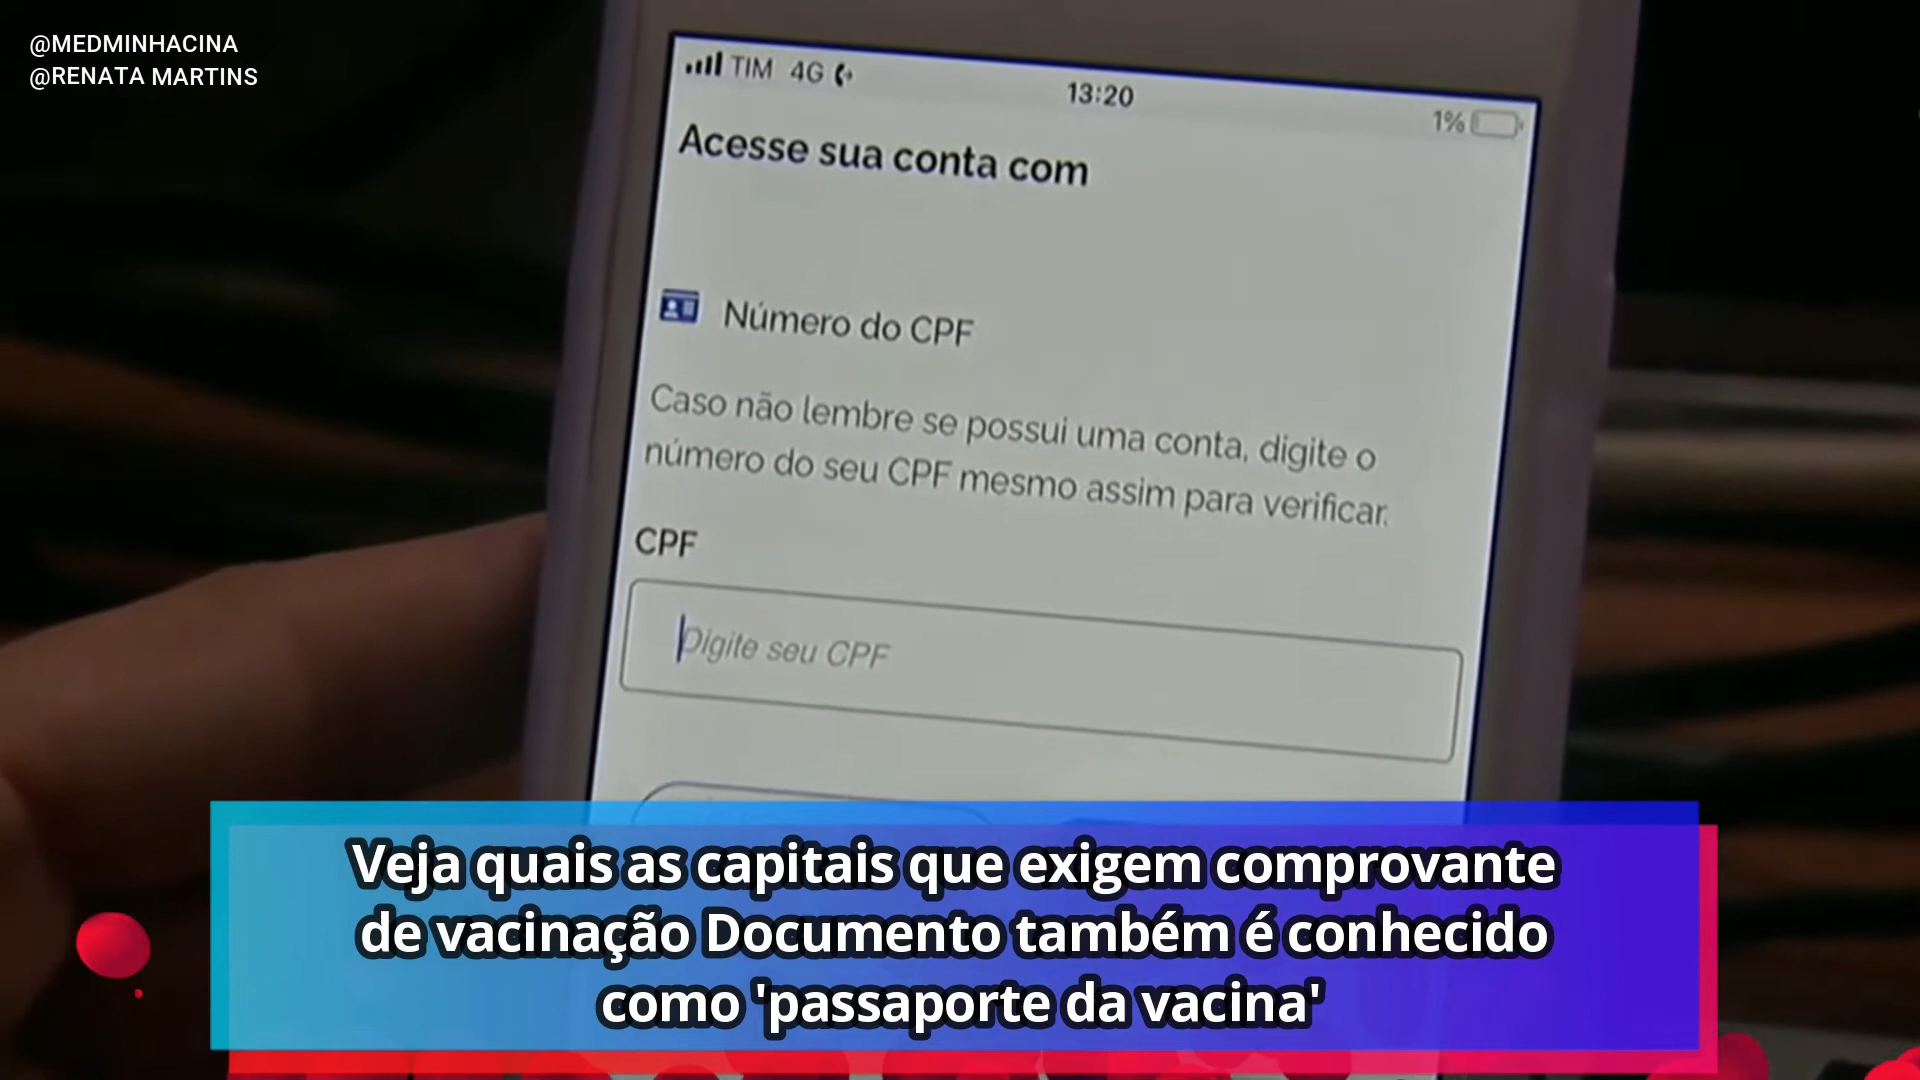 @MEDMINHACINA
@RENATA MARTINS
TIM 4G
13:20
1%
Acesse sua conta com
Número do CPF
Caso não lembre se possui uma conta, digite o
número do seu CPF mesmo assim para verificar.
CPF
Digite seu CPF
Veja quais as capitais que exigem comprovante
de vacinação Documento também é conhecido
como 'passaporte da vacina'